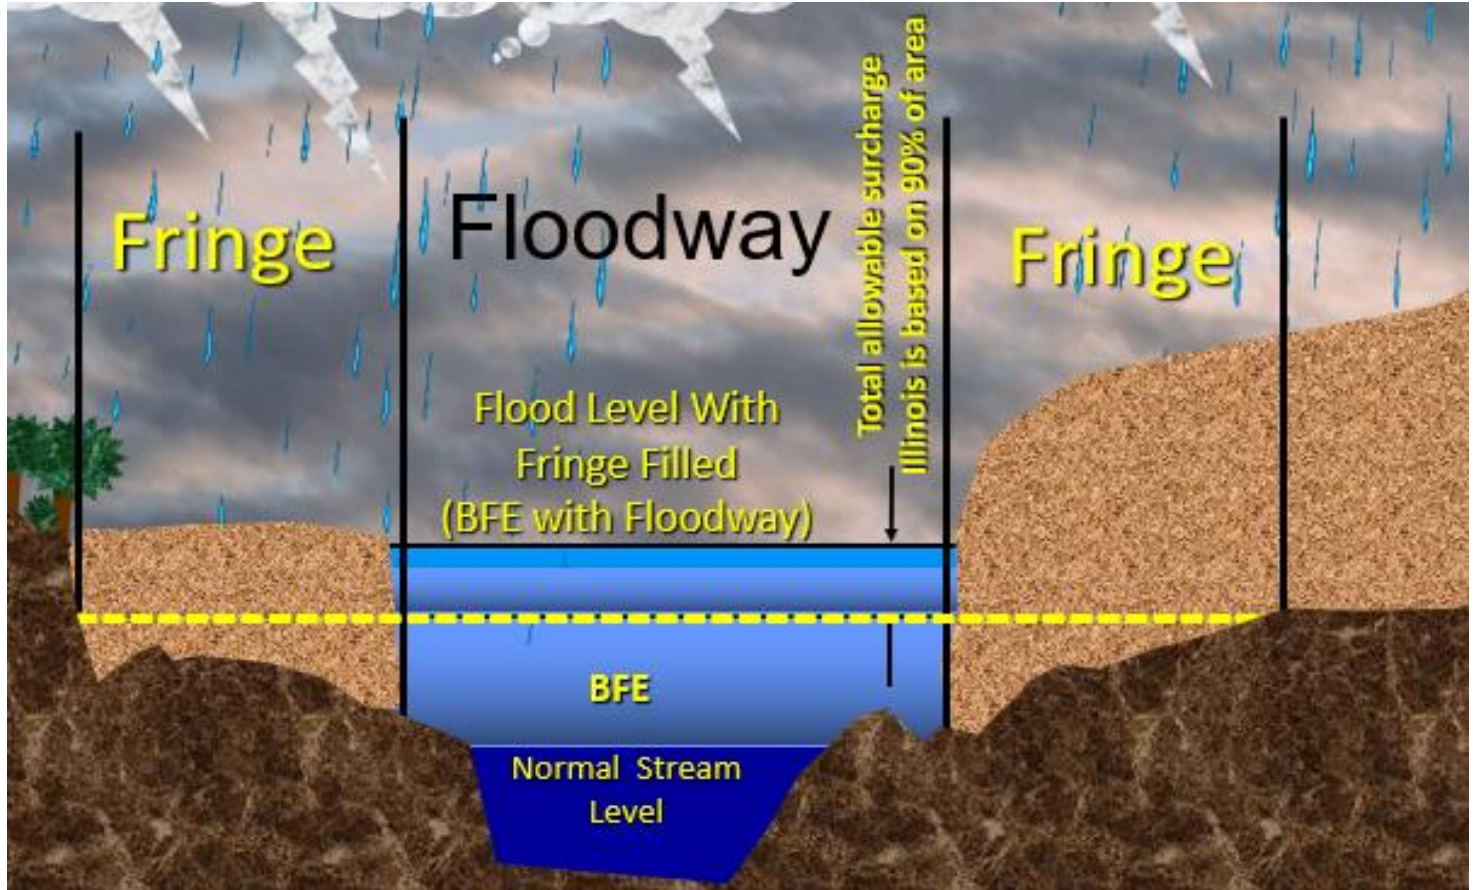 Total allowable surcharge
Illinois is based on 90% of area
Fringe
Floodway
Fringe
Flood Level With
Fringe Filled
(BFE with Floodway)
BFE
Normal Stream
Level